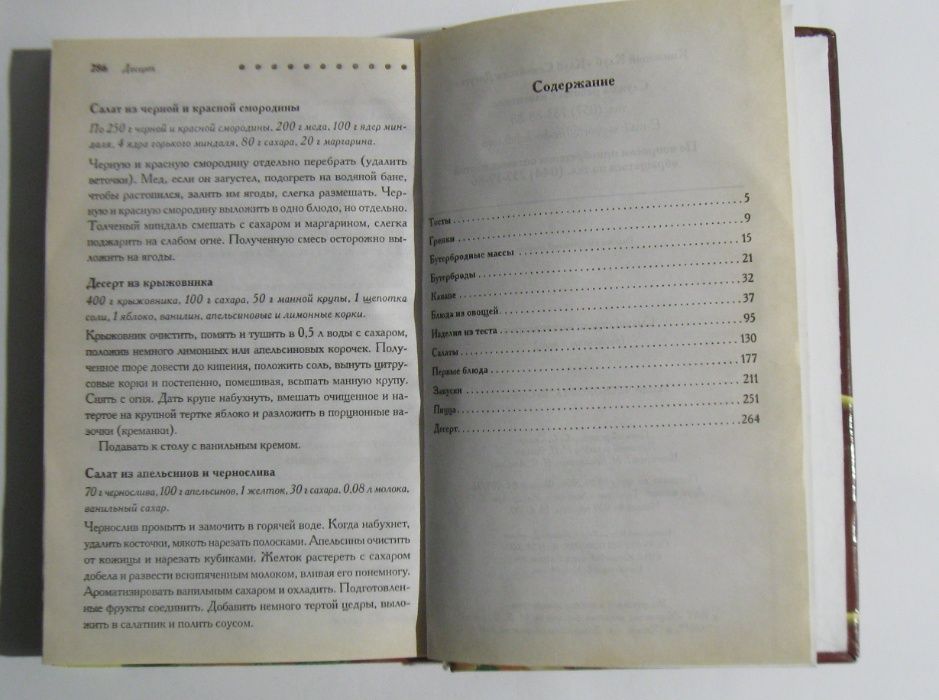 286 Десерт
Салат из черной и красной смородины
По 250 г черной и красной смородины, 200 г меда, 100 г ядер мин-
даля, 4 ядра горького миндаля, 80 г сахара, 20 г маргарина.
Черную и красную смородину отдельно перебрать (удалить
веточки). Мед, если он загустел, подогреть на водяной бане,
чтобы растопился, залить им ягоды, слегка размешать. Чер-
ную и красную смородину выложить в одно блюдо, но отдельно.
Толченый миндаль смешать с сахаром и маргарином, слегка
поджарить на слабом огне. Полученную смесь осторожно вы-
ложить на ягоды.
Десерт из крыжовника
400 г крыжовника, 100 г сахара, 50 г манной крупы, 1 щепотка
соли, 1 яблоко, ванилин, апельсиновые и лимонные корки.
Крыжовник очистить, помять и тушить в 0,5 л воды с сахаром,
положив немного лимонных или апельсиновых корочек. Полу-
ченное пюре довести до кипения, положить соль, вынуть цитру-
совые корки и постепенно, помешивая, всыпать манную крупу.
Снять с огня. Дать крупе набухнуть, вмешать очищенное и на-
тертое на крупной тертке яблоко и разложить в порционные ва-
зочки (креманки).
Подавать к столу с ванильным кремом.
Салат из апельсинов и чернослива
70 г чернослива, 100 г апельсинов, 1 желток, 30 г сахара, 0,08 л молока,
ванильный сахар.
Чернослив промыть и замочить в горячей воде. Когда набухнет,
удалить косточки, мякоть нарезать полосками. Апельсины очистить
от кожицы и нарезать кубиками. Желток растереть с сахаром
добела и развести вскипяченным молоком, вливая его понемногу.
Ароматизировать ванильным сахаром и охладить. Подготовлен-
ные фрукты соединить. Добавить немного тертой цедры, выло-
жить в салатник и полить соусом.
Содержание
Тосты 5
Гренки 9
Бутербродные массы 15
Бутерброды 21
Канапе 32
Блюда из овощей 37
Изделия из теста 95
Салаты 130
Первые блюда 177
Закуски 211
Пицца 251
Десерт 264